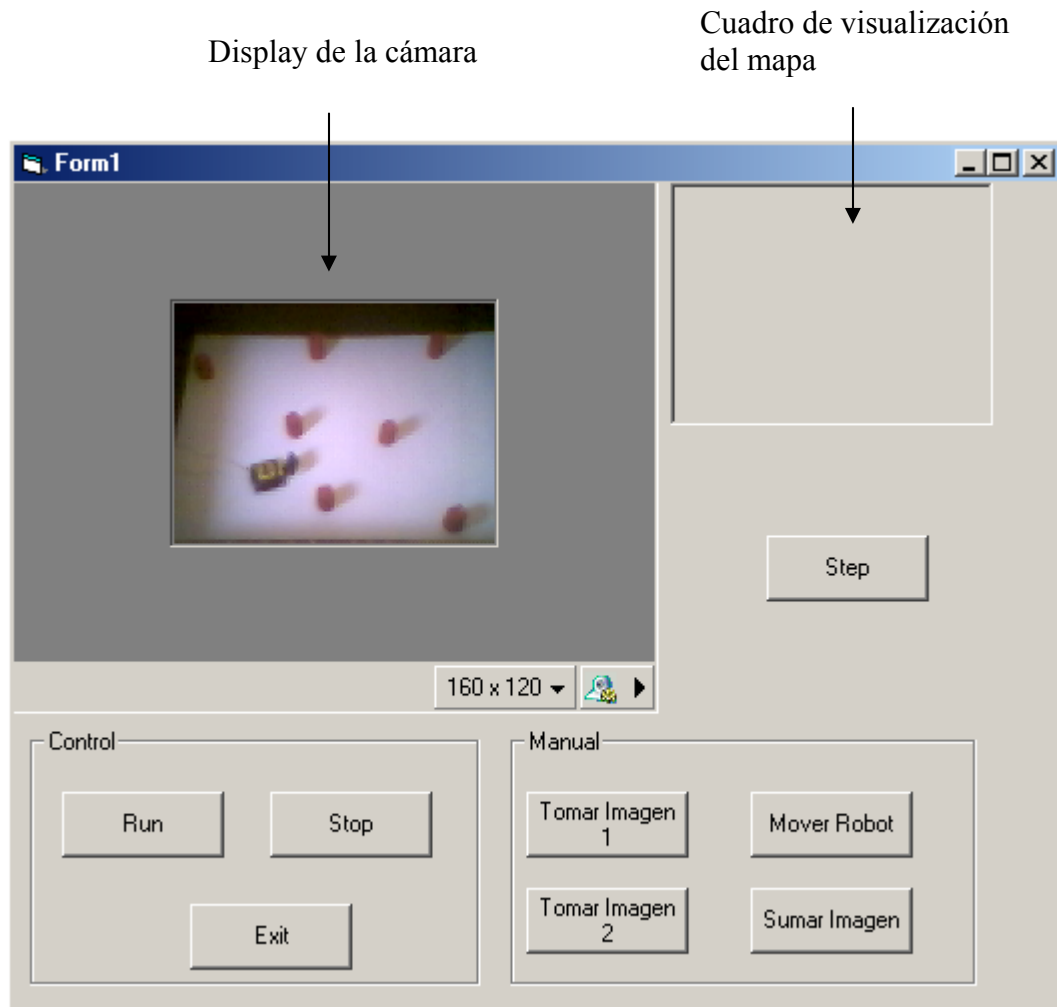 Display de la cámara
Cuadro de visualización
del mapa
Form1
Step
160 x 120
Control
Run
Stop
Exit
Manual
Tomar Imagen
1
Mover Robot
Tomar Imagen
2
Sumar Imagen